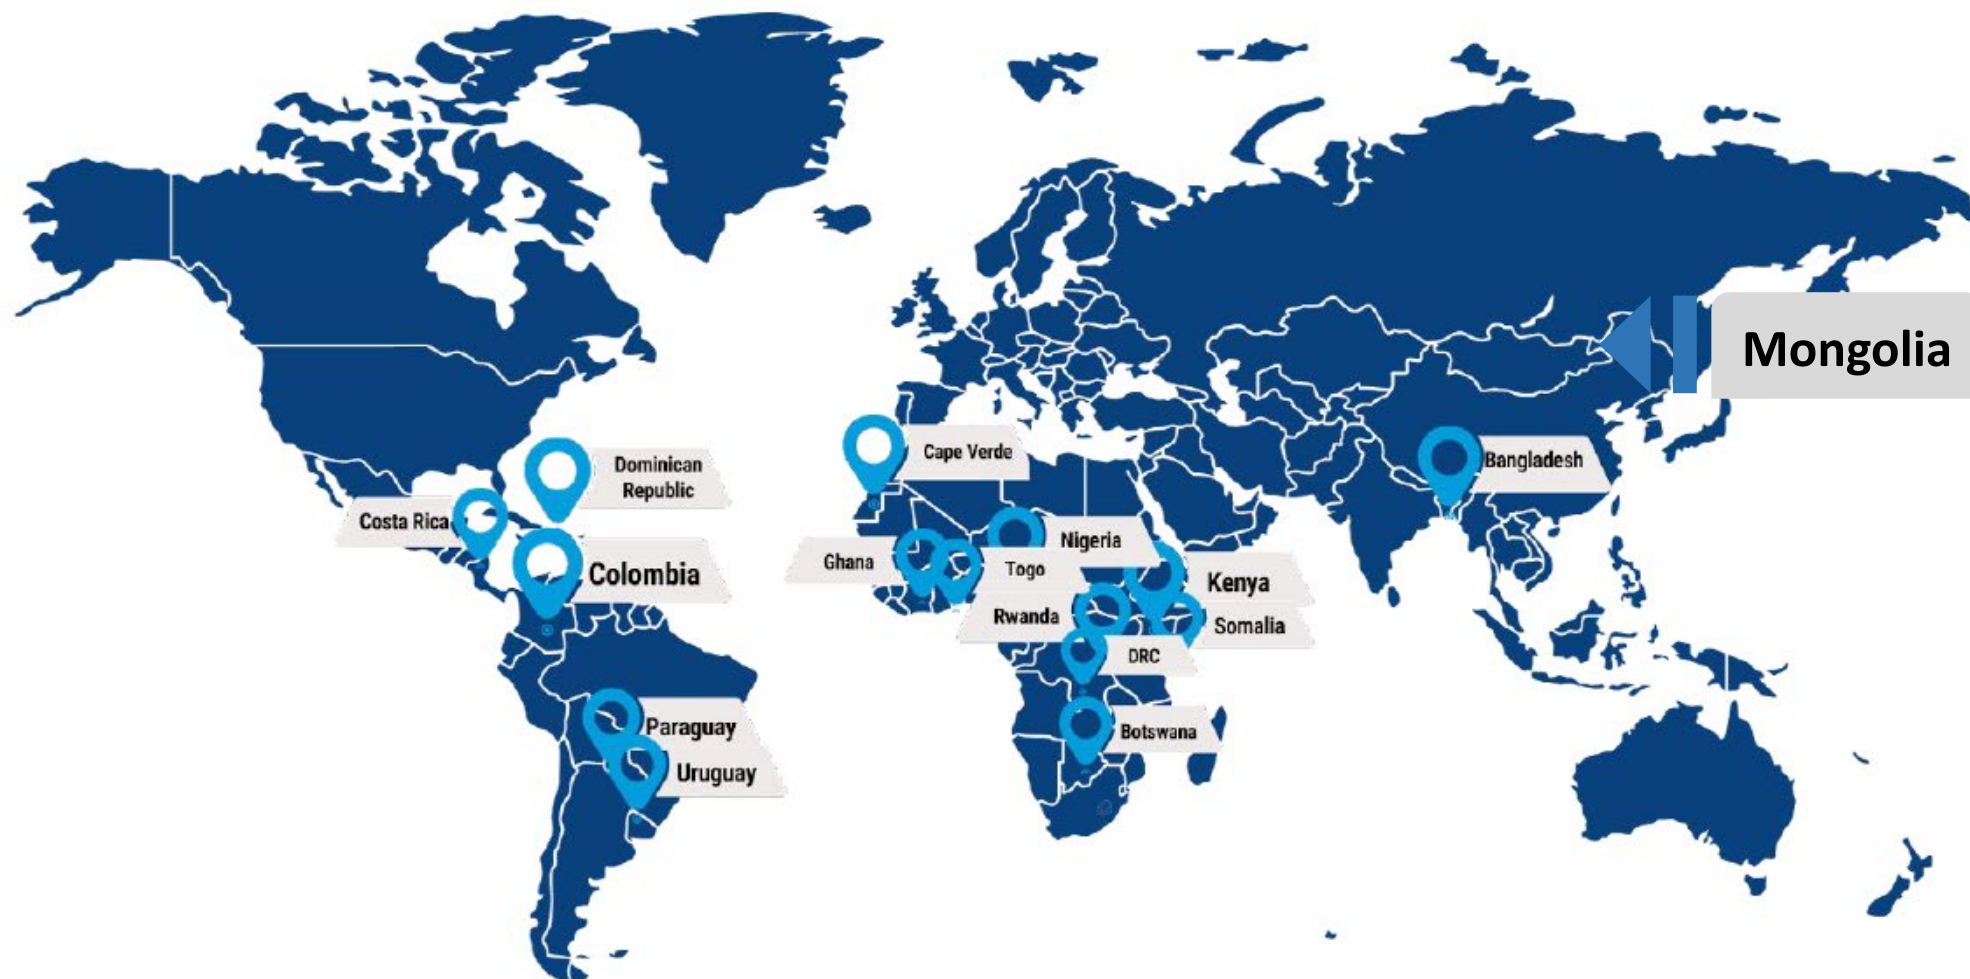 Mongolia
Cape Verde
Bangladesh
Dominican
Republic
Costa Rica
Nigeria
Ghana
Togo
Colombia
Kenya
Rwanda
Somalia
DRC
Paraguay
Botswana
Uruguay